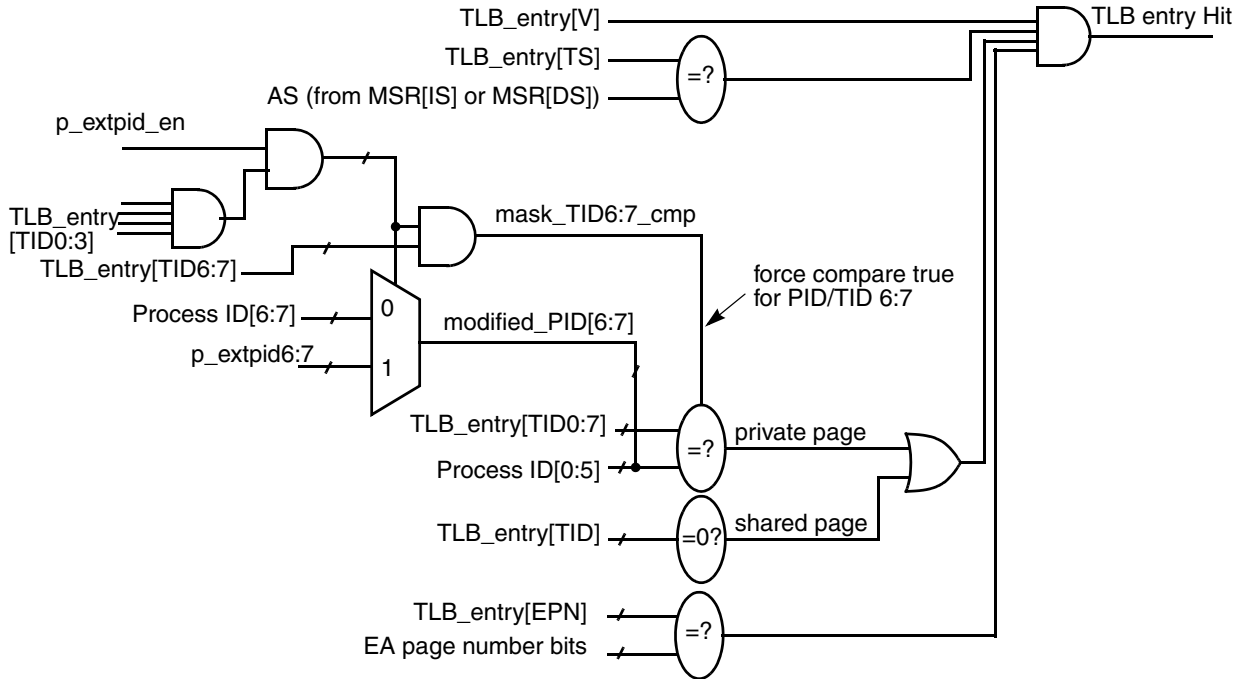 TLB_entry[V]
TLB entry Hit
TLB_entry[TS]
=?
AS (from MSR[IS] or MSR[DS])
p_extpid_en
TLB_entry
[TID0:3]
mask_TID6:7_cmp
TLB_entry[TID6:7]
force compare true
for PID/TID 6:7
Process ID[6:7]
0
modified_PID[6:7]
p_extpid6:7
1
TLB_entry[TID0:7]
=?
private page
Process ID[0:5]
TLB_entry[TID]
=0?
shared page
TLB_entry[EPN]
=?
EA page number bits